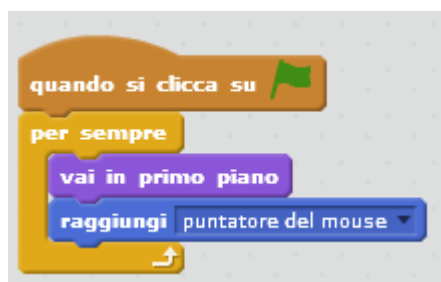 quando si clicca su
per sempre
vai in primo piano
raggiungi puntatore del mouse